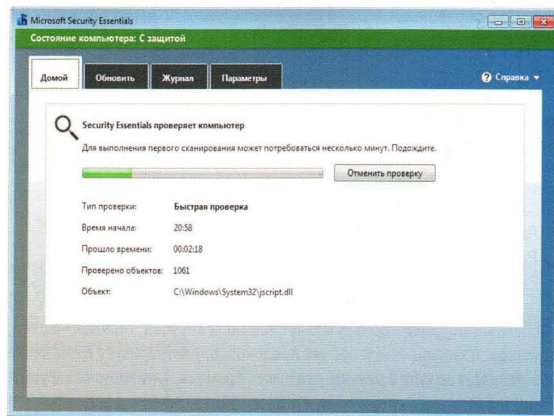 Microsoft Security Essentials
Состояние компьютера: С защитой
Домой Обновить Журнал Параметры Справка
Security Essentials проверяет компьютер
Для выполнения первого сканирования может потребоваться несколько минут. Подождите.
Отменить проверку
Тип проверки: Быстрая проверка
Время начала: 20:58
Прошло времени: 00:02:18
Проверено объектов: 1061
Объект: C:\Windows\System32\jscript.dll